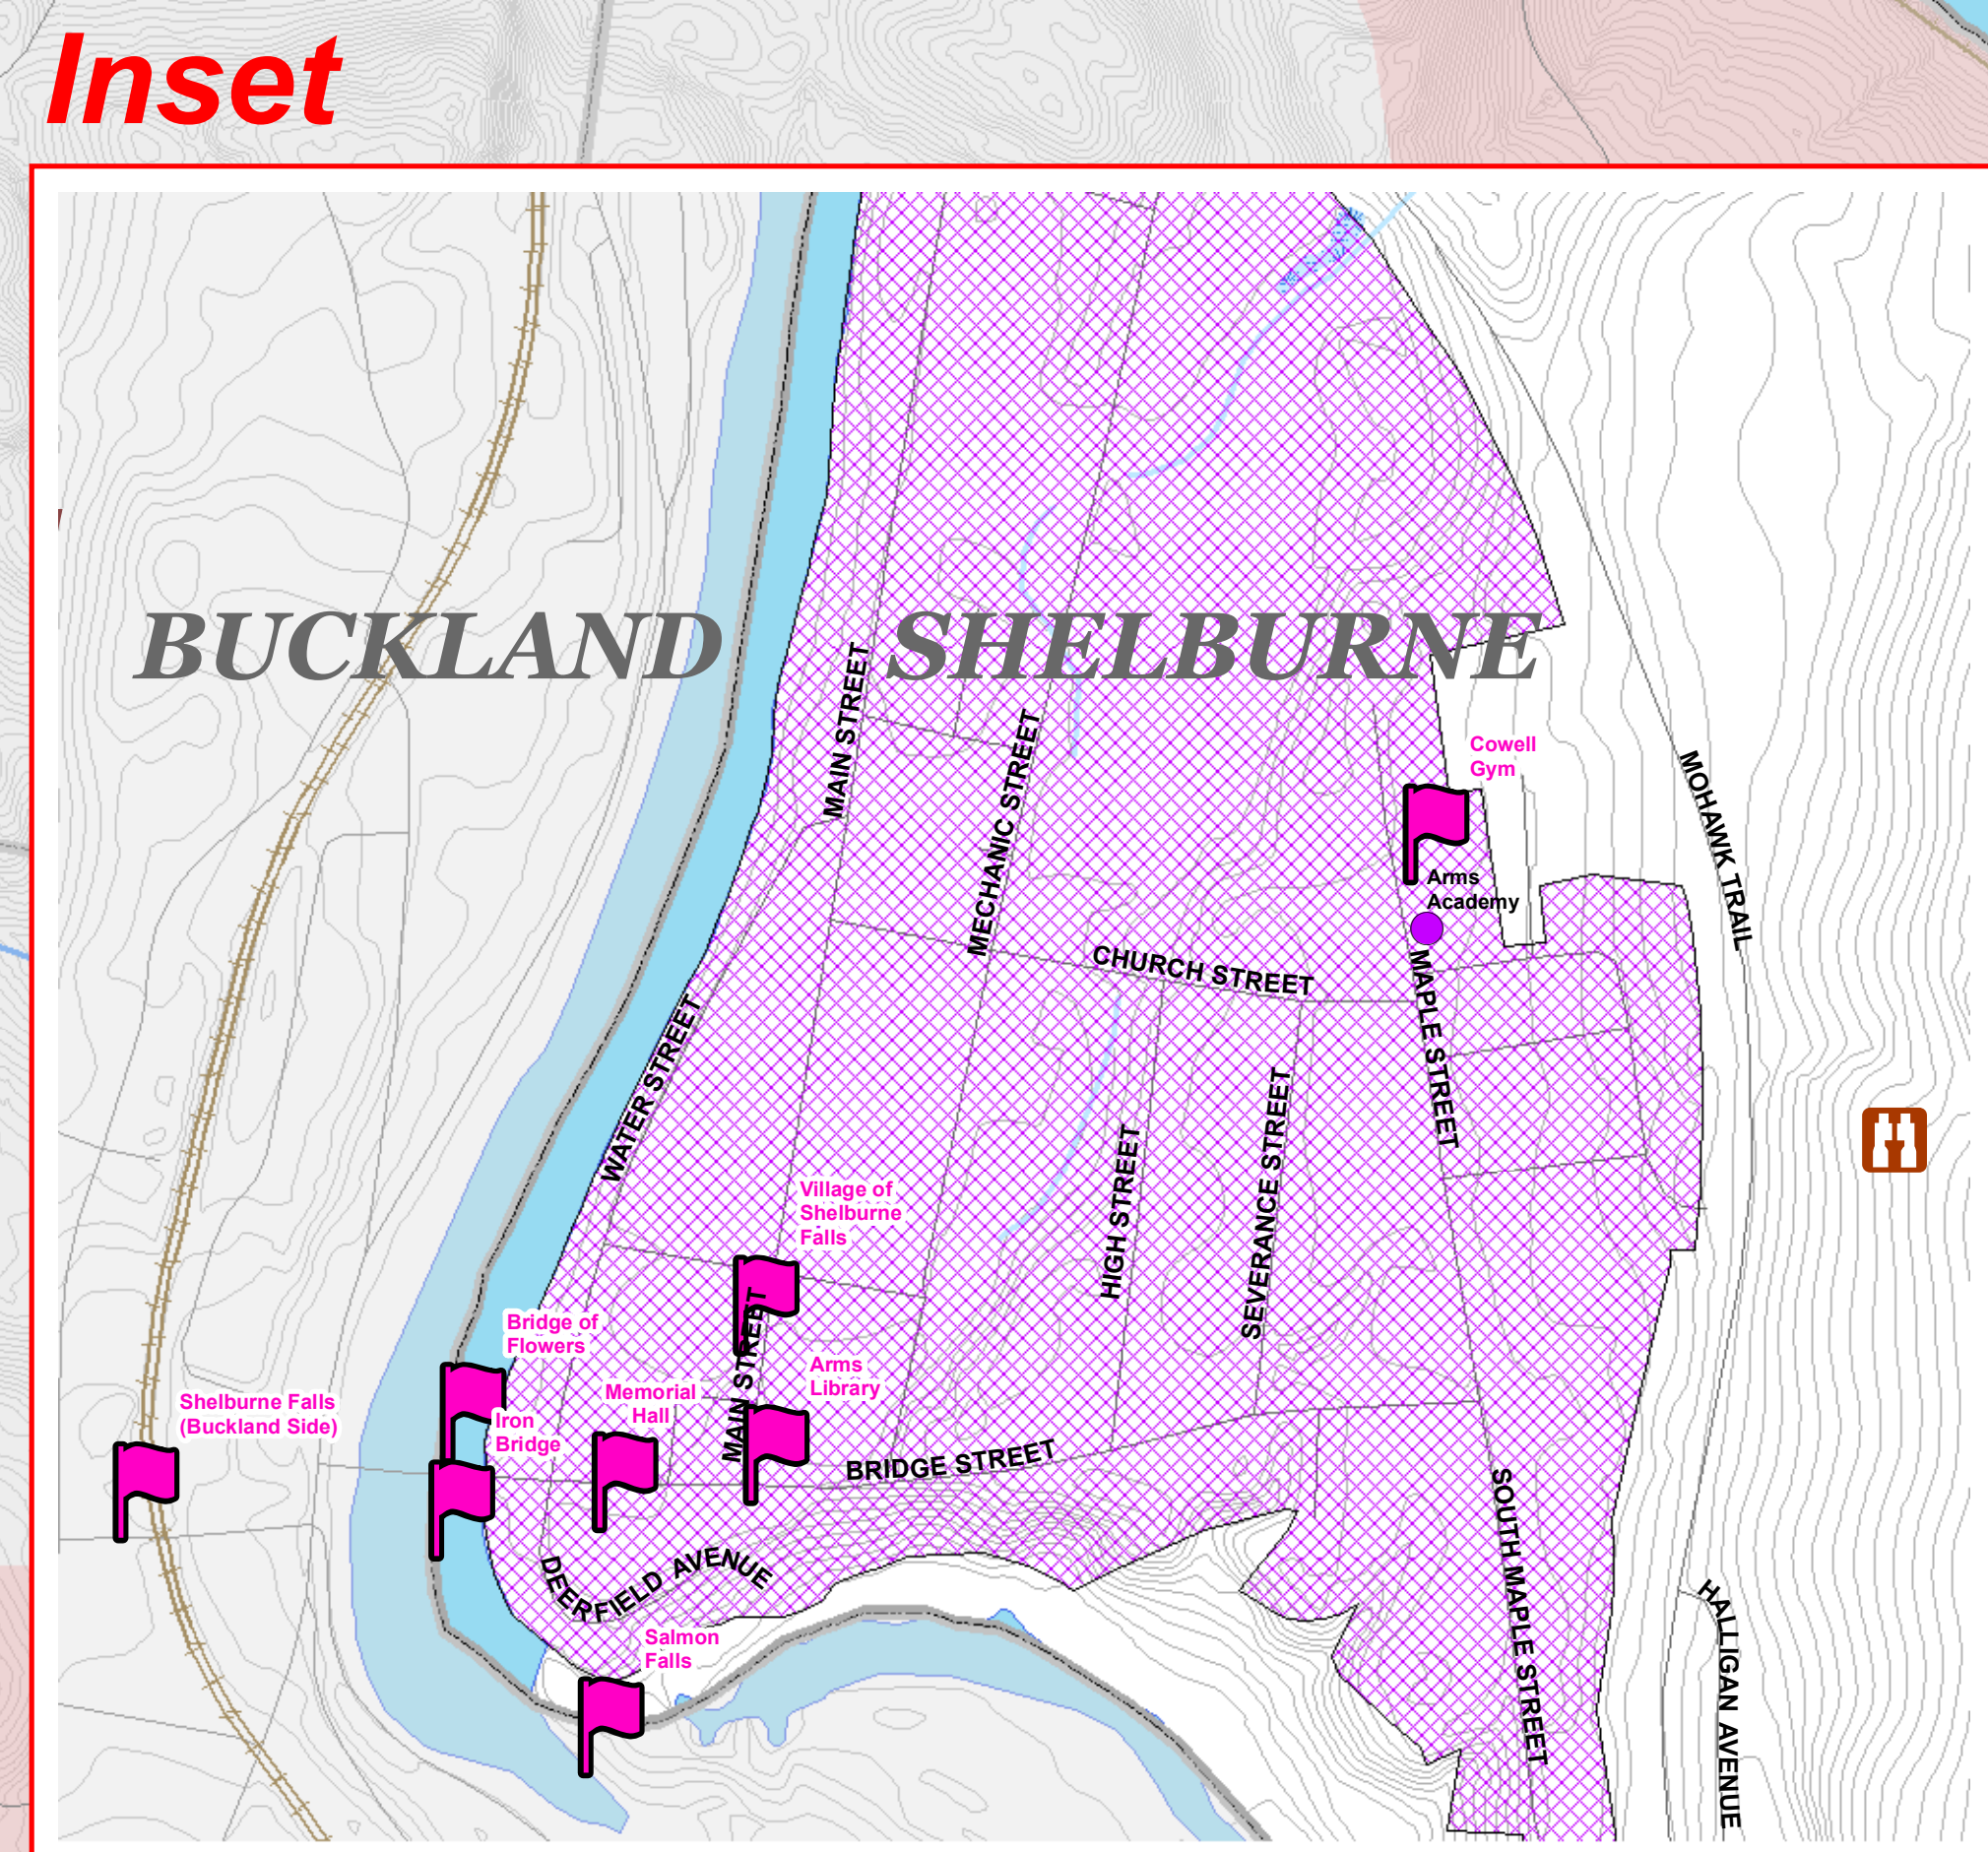 Inset
BUCKLAND
SHELBURNE
MAIN STREET
MECHANIC STREET
Cowell
Gym
MOHAWK TRAIL
Arms
Academy
CHURCH STREET
MAPLE STREET
WATER STREET
HIGH STREET
SEVERANCE STREET
Village of
Shelburne
Falls
MAIN STREET
Bridge of
Flowers
Arms
Library
Memorial
Hall
Shelburne Falls
(Buckland Side)
Iron
Bridge
BRIDGE STREET
DEERFIELD AVENUE
SOUTH MAPLE STREET
HALLIGAN AVENUE
Salmon
Falls